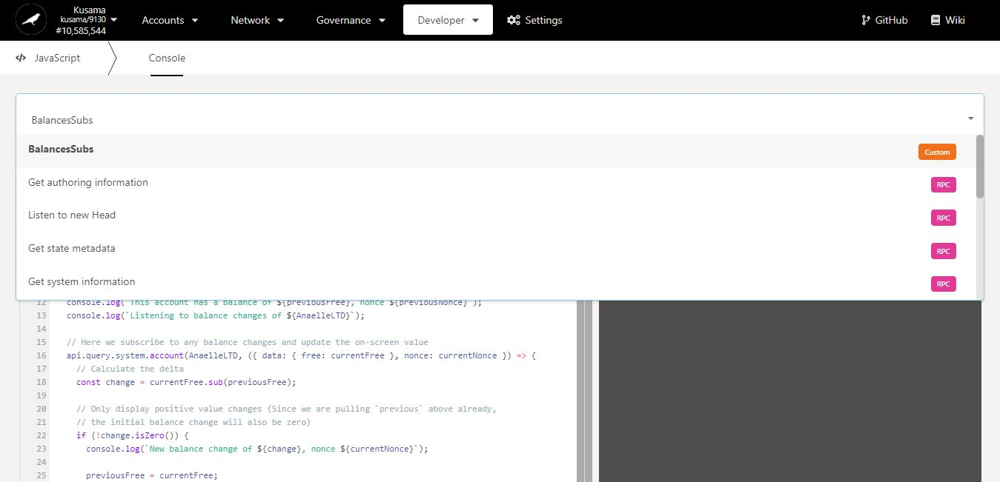 Kusama
kusama/9130
#10,585,544
Accounts
Network
Governance
Developer
Settings
GitHub
Wiki
JavaScript
Console
BalancesSubs
BalancesSubs Custom
Get authoring information RPC
Listen to new Head RPC
Get state metadata RPC
Get system information RPC
12 console.log(`This account has a balance of ${previousFree}, nonce ${previousNonce}`);
13 console.log(`Listening to balance changes of ${AnaelleLTD}`);
14
15 // Here we subscribe to any balance changes and update the on-screen value
16 api.query.system.account(AnaelleLTD, ({ data: { free: currentFree }, nonce: currentNonce }) => {
17 // Calculate the delta
18 const change = currentFree.sub(previousFree);
19
20 // Only display positive value changes (Since we are pulling `previous` above already,
21 // the initial balance change will also be zero)
22 if (!change.isZero()) {
23 console.log(`New balance change of ${change}, nonce ${currentNonce}`);
24
25 previousFree = currentFree;